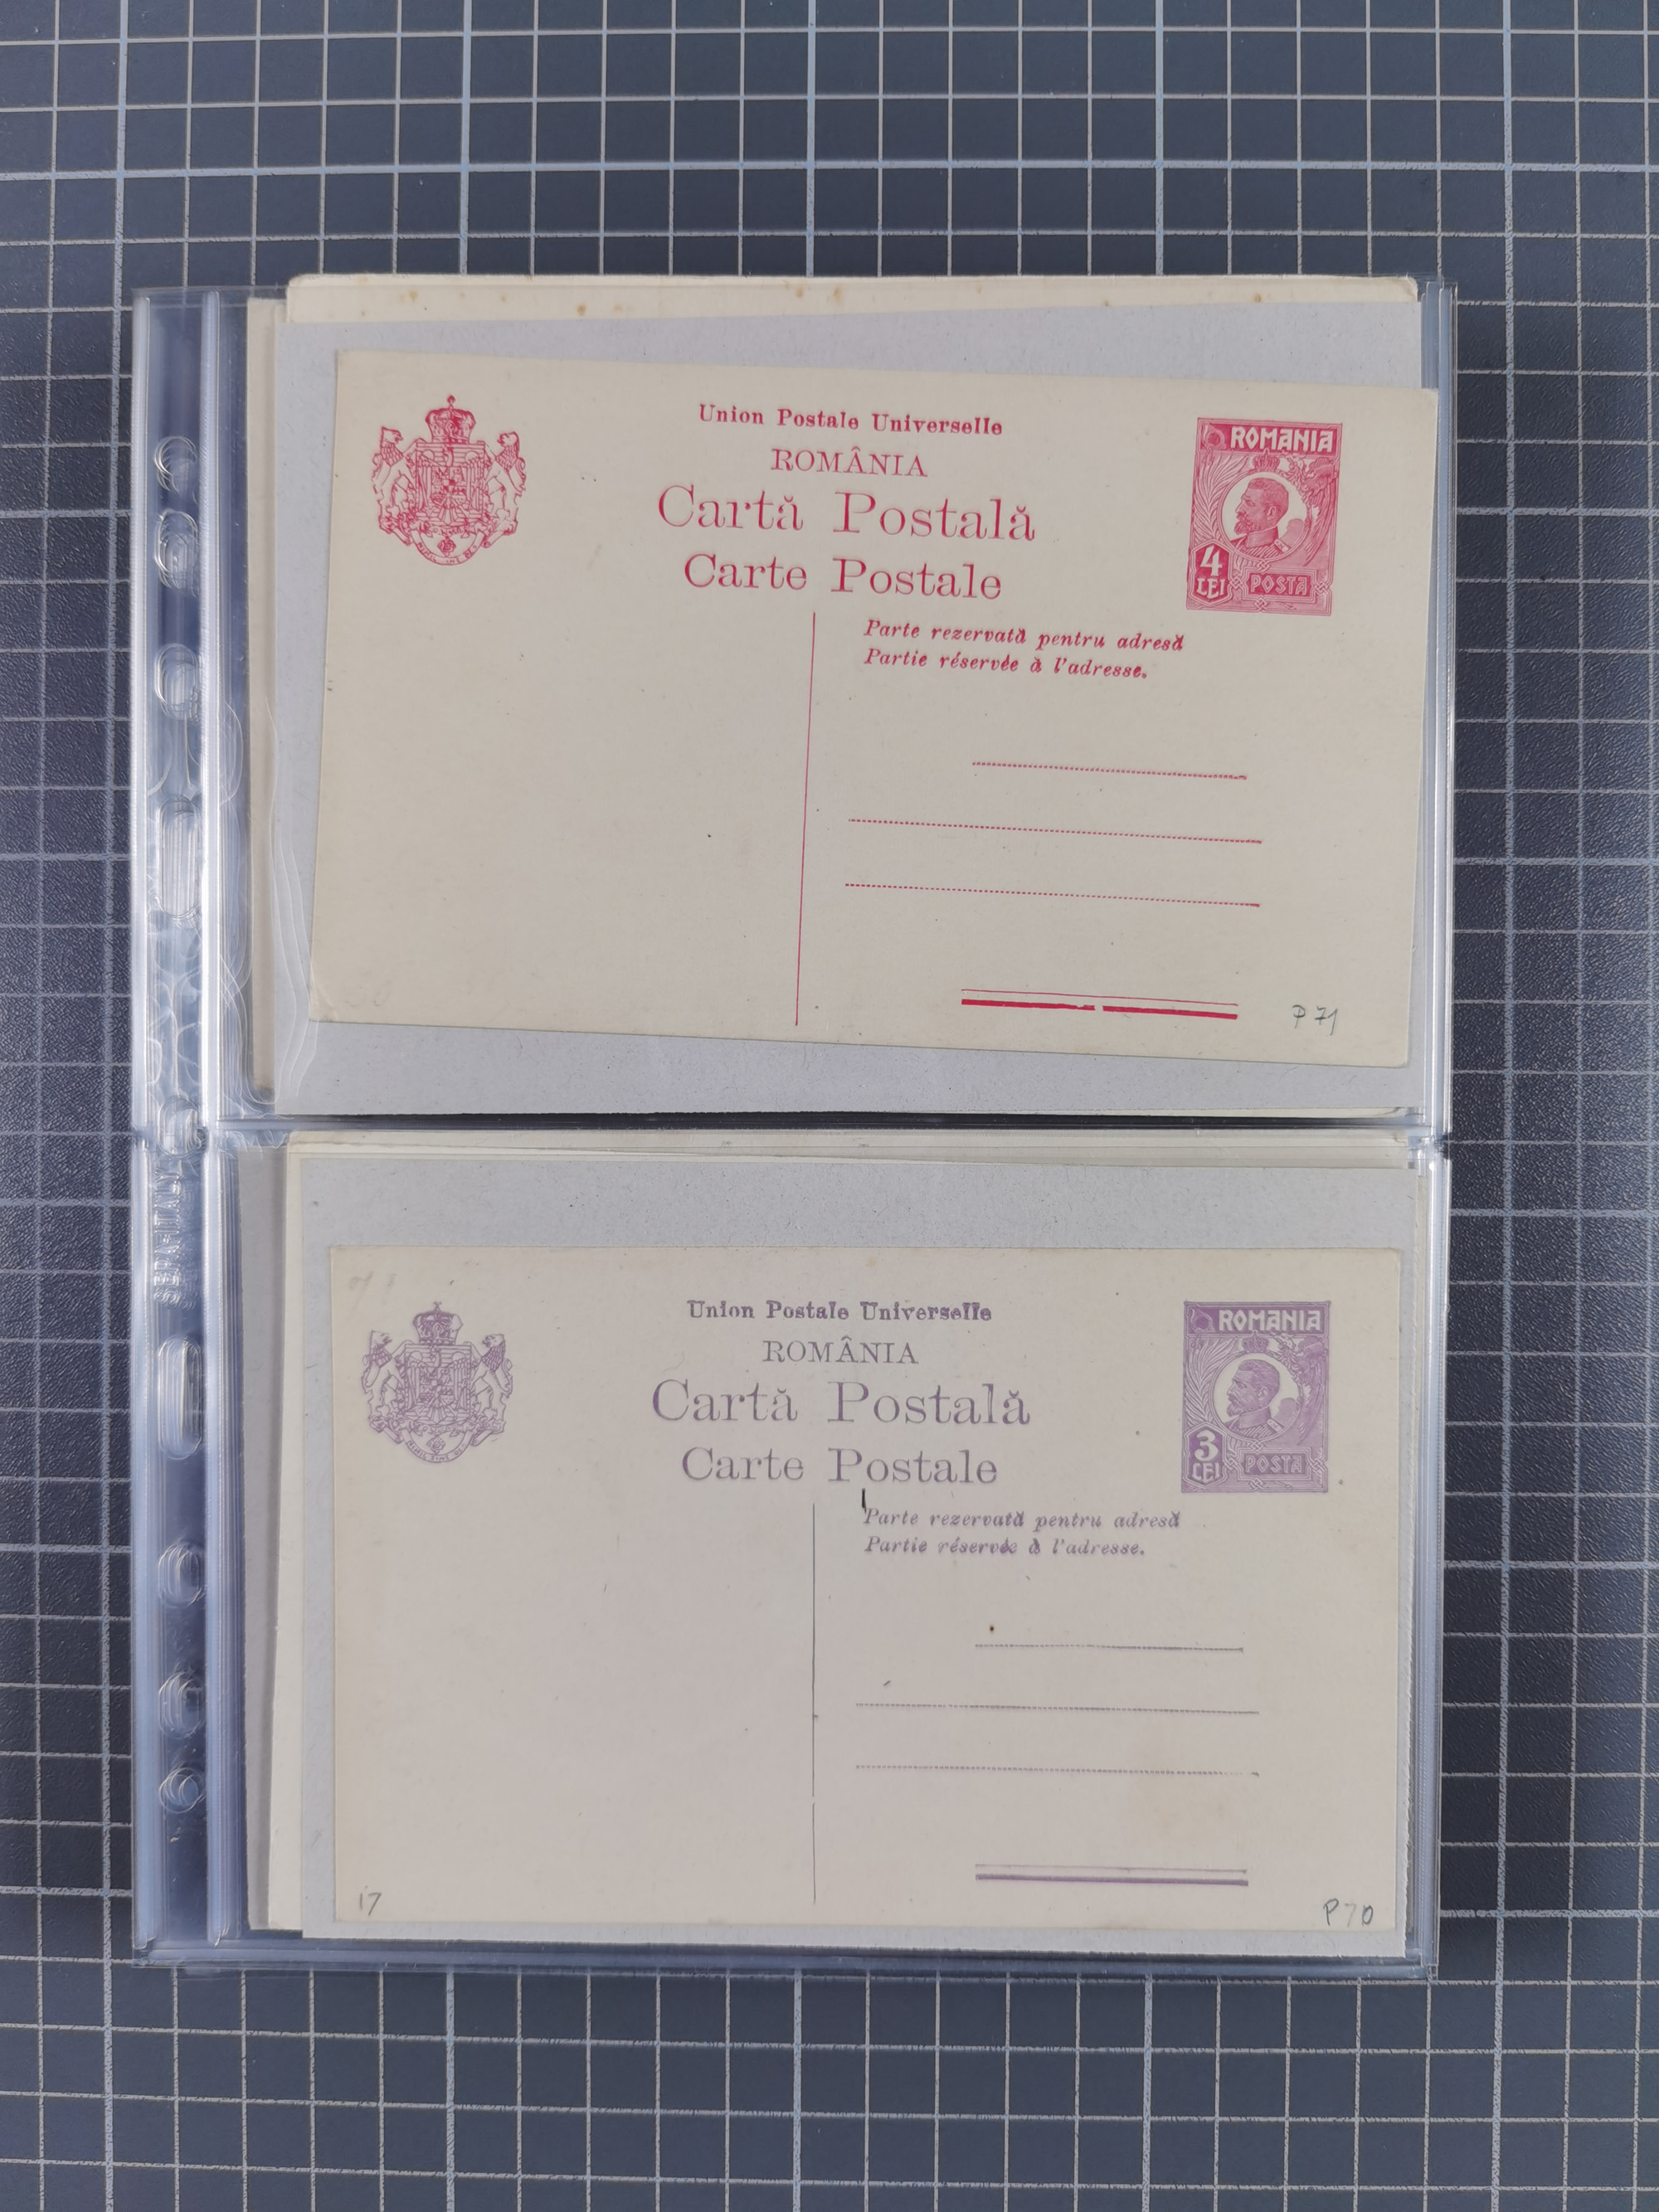 Union Postale Universelle
ROMÂNIA
Cartă Postală
Carte Postale
ROMANIA
4
LEI
POSTA
Parte rezervată pentru adresă
Partie réservée à l'adresse.
P 71
Union Postale Universelle
ROMÂNIA
Cartă Postală
Carte Postale
ROMANIA
3
LEI
POSTA
Parte rezervată pentru adresă
Partie réservée à l'adresse.
17
P70